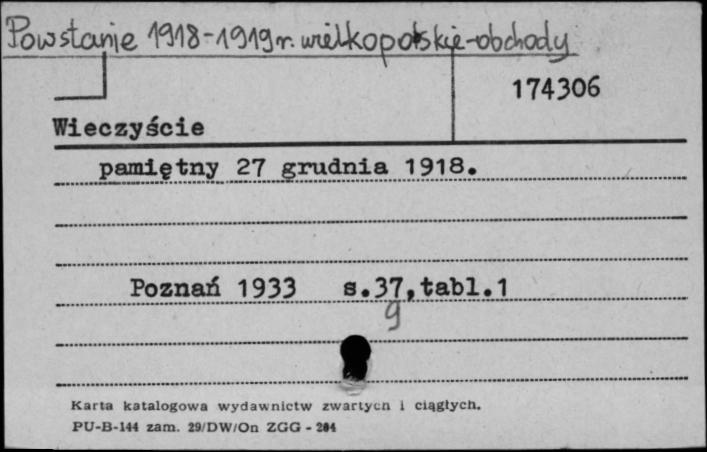 Powstanie 1918-1919 r. wielkopolskie-obchody
174306
Wieczyście
pamiętny 27 grudnia 1918.
Poznań 1933 s.37,tabl.1
9
Karta katalogowa wydawnictw zwartych i ciągłych.
PU-B-144 zam. 29/DW/On ZGG - 204